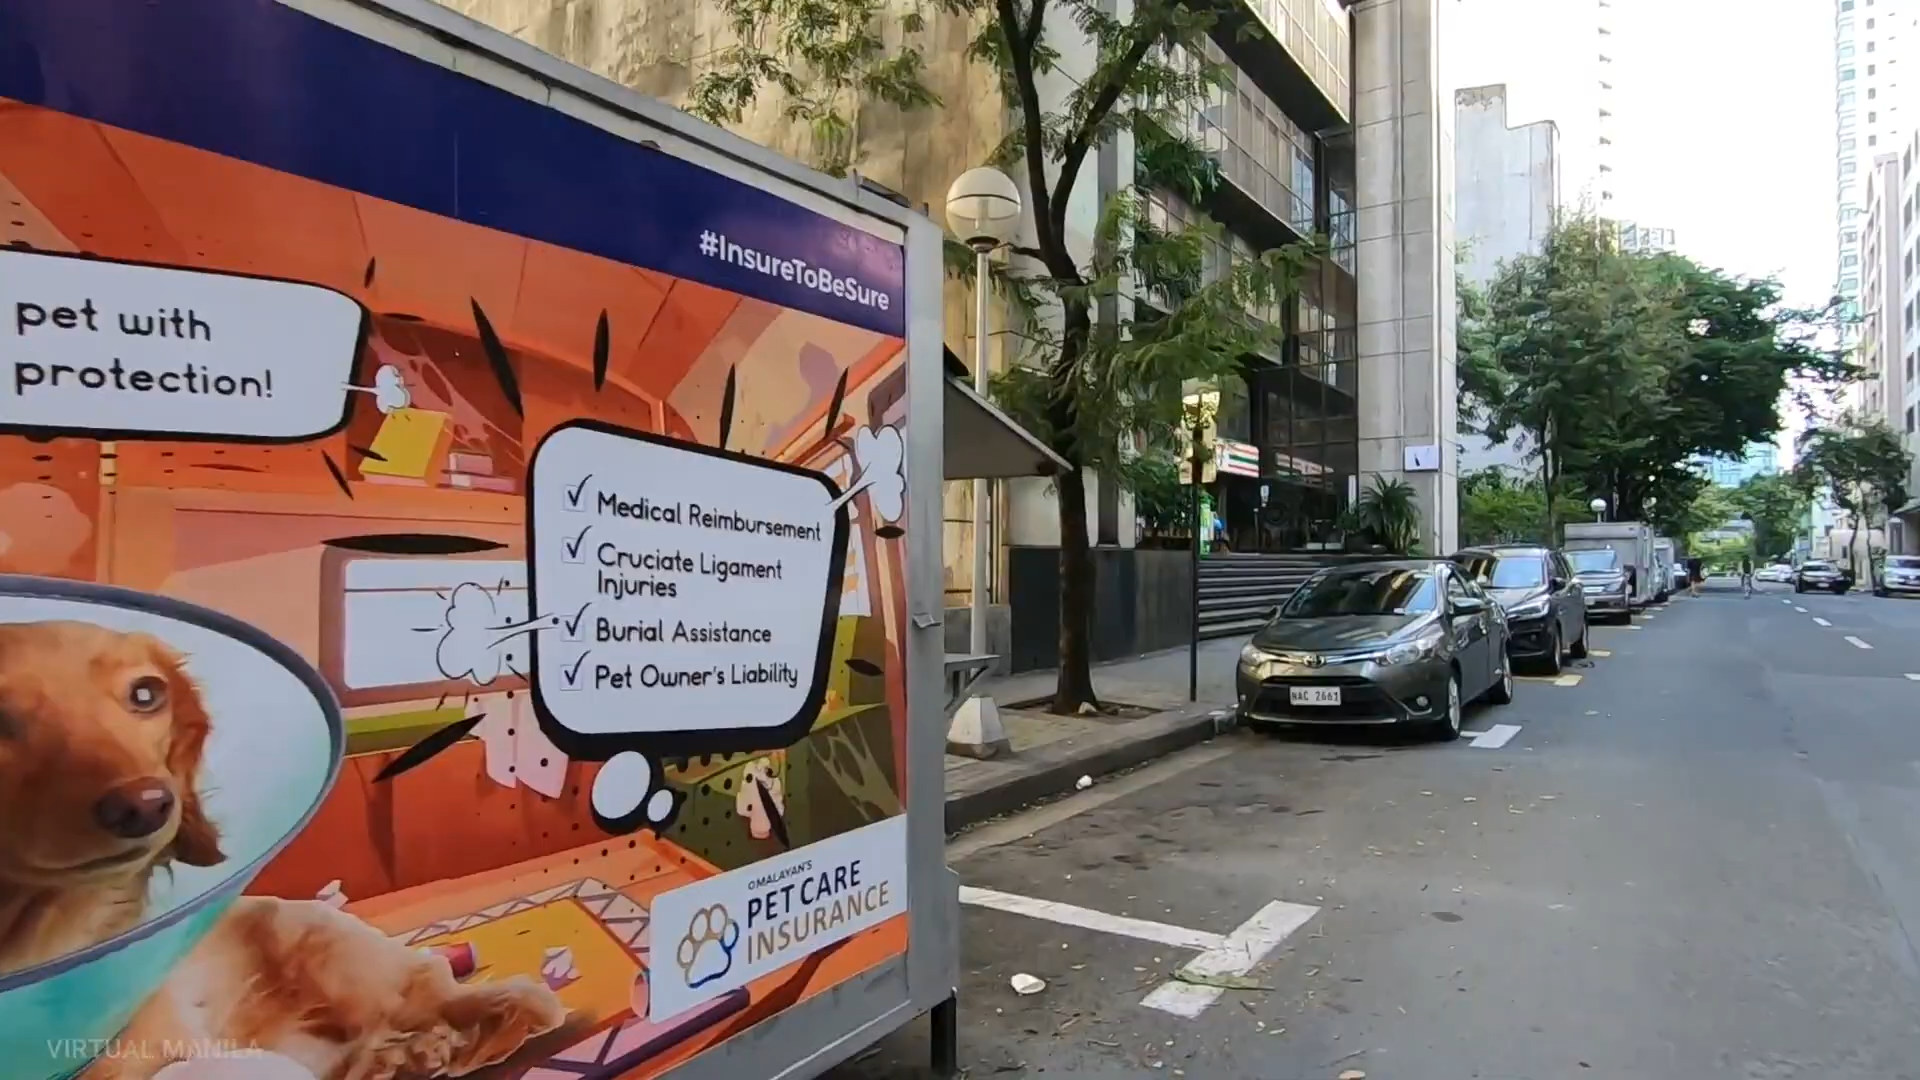 #InsureToBeSure
pet with
protection!
✓ Medical Reimbursement
✓ Cruciate Ligament
Injuries
✓ Burial Assistance
✓ Pet Owner's Liability
MALAYAN'S
PET CARE
INSURANCE
NAC 2661
VIRTUAL MANILA